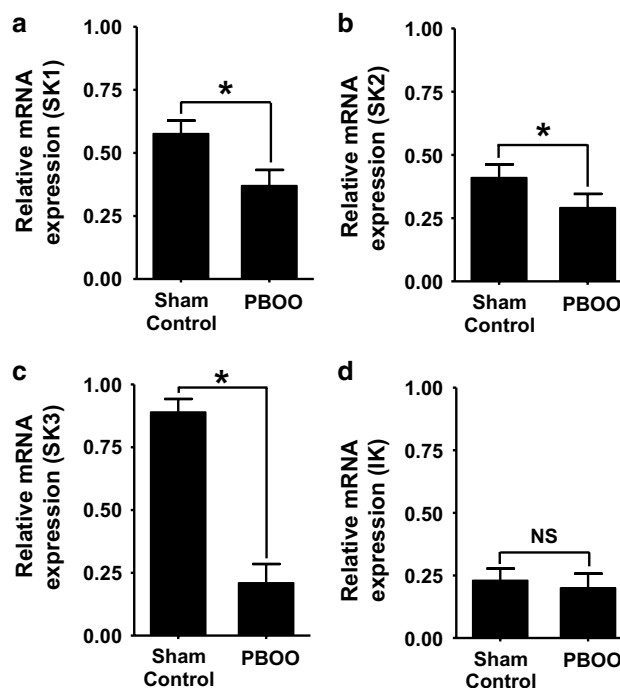 a
Relative mRNA
expression (SK1)
1.00
0.75
0.50
0.25
0.00
*
Sham
Control
PBOO
b
Relative mRNA
expression (SK2)
1.00
0.75
0.50
0.25
0.00
*
Sham
Control
PBOO
c
Relative mRNA
expression (SK3)
1.00
0.75
0.50
0.25
0.00
*
Sham
Control
PBOO
d
Relative mRNA
expression (IK)
1.00
0.75
0.50
0.25
0.00
NS
Sham
Control
PBOO